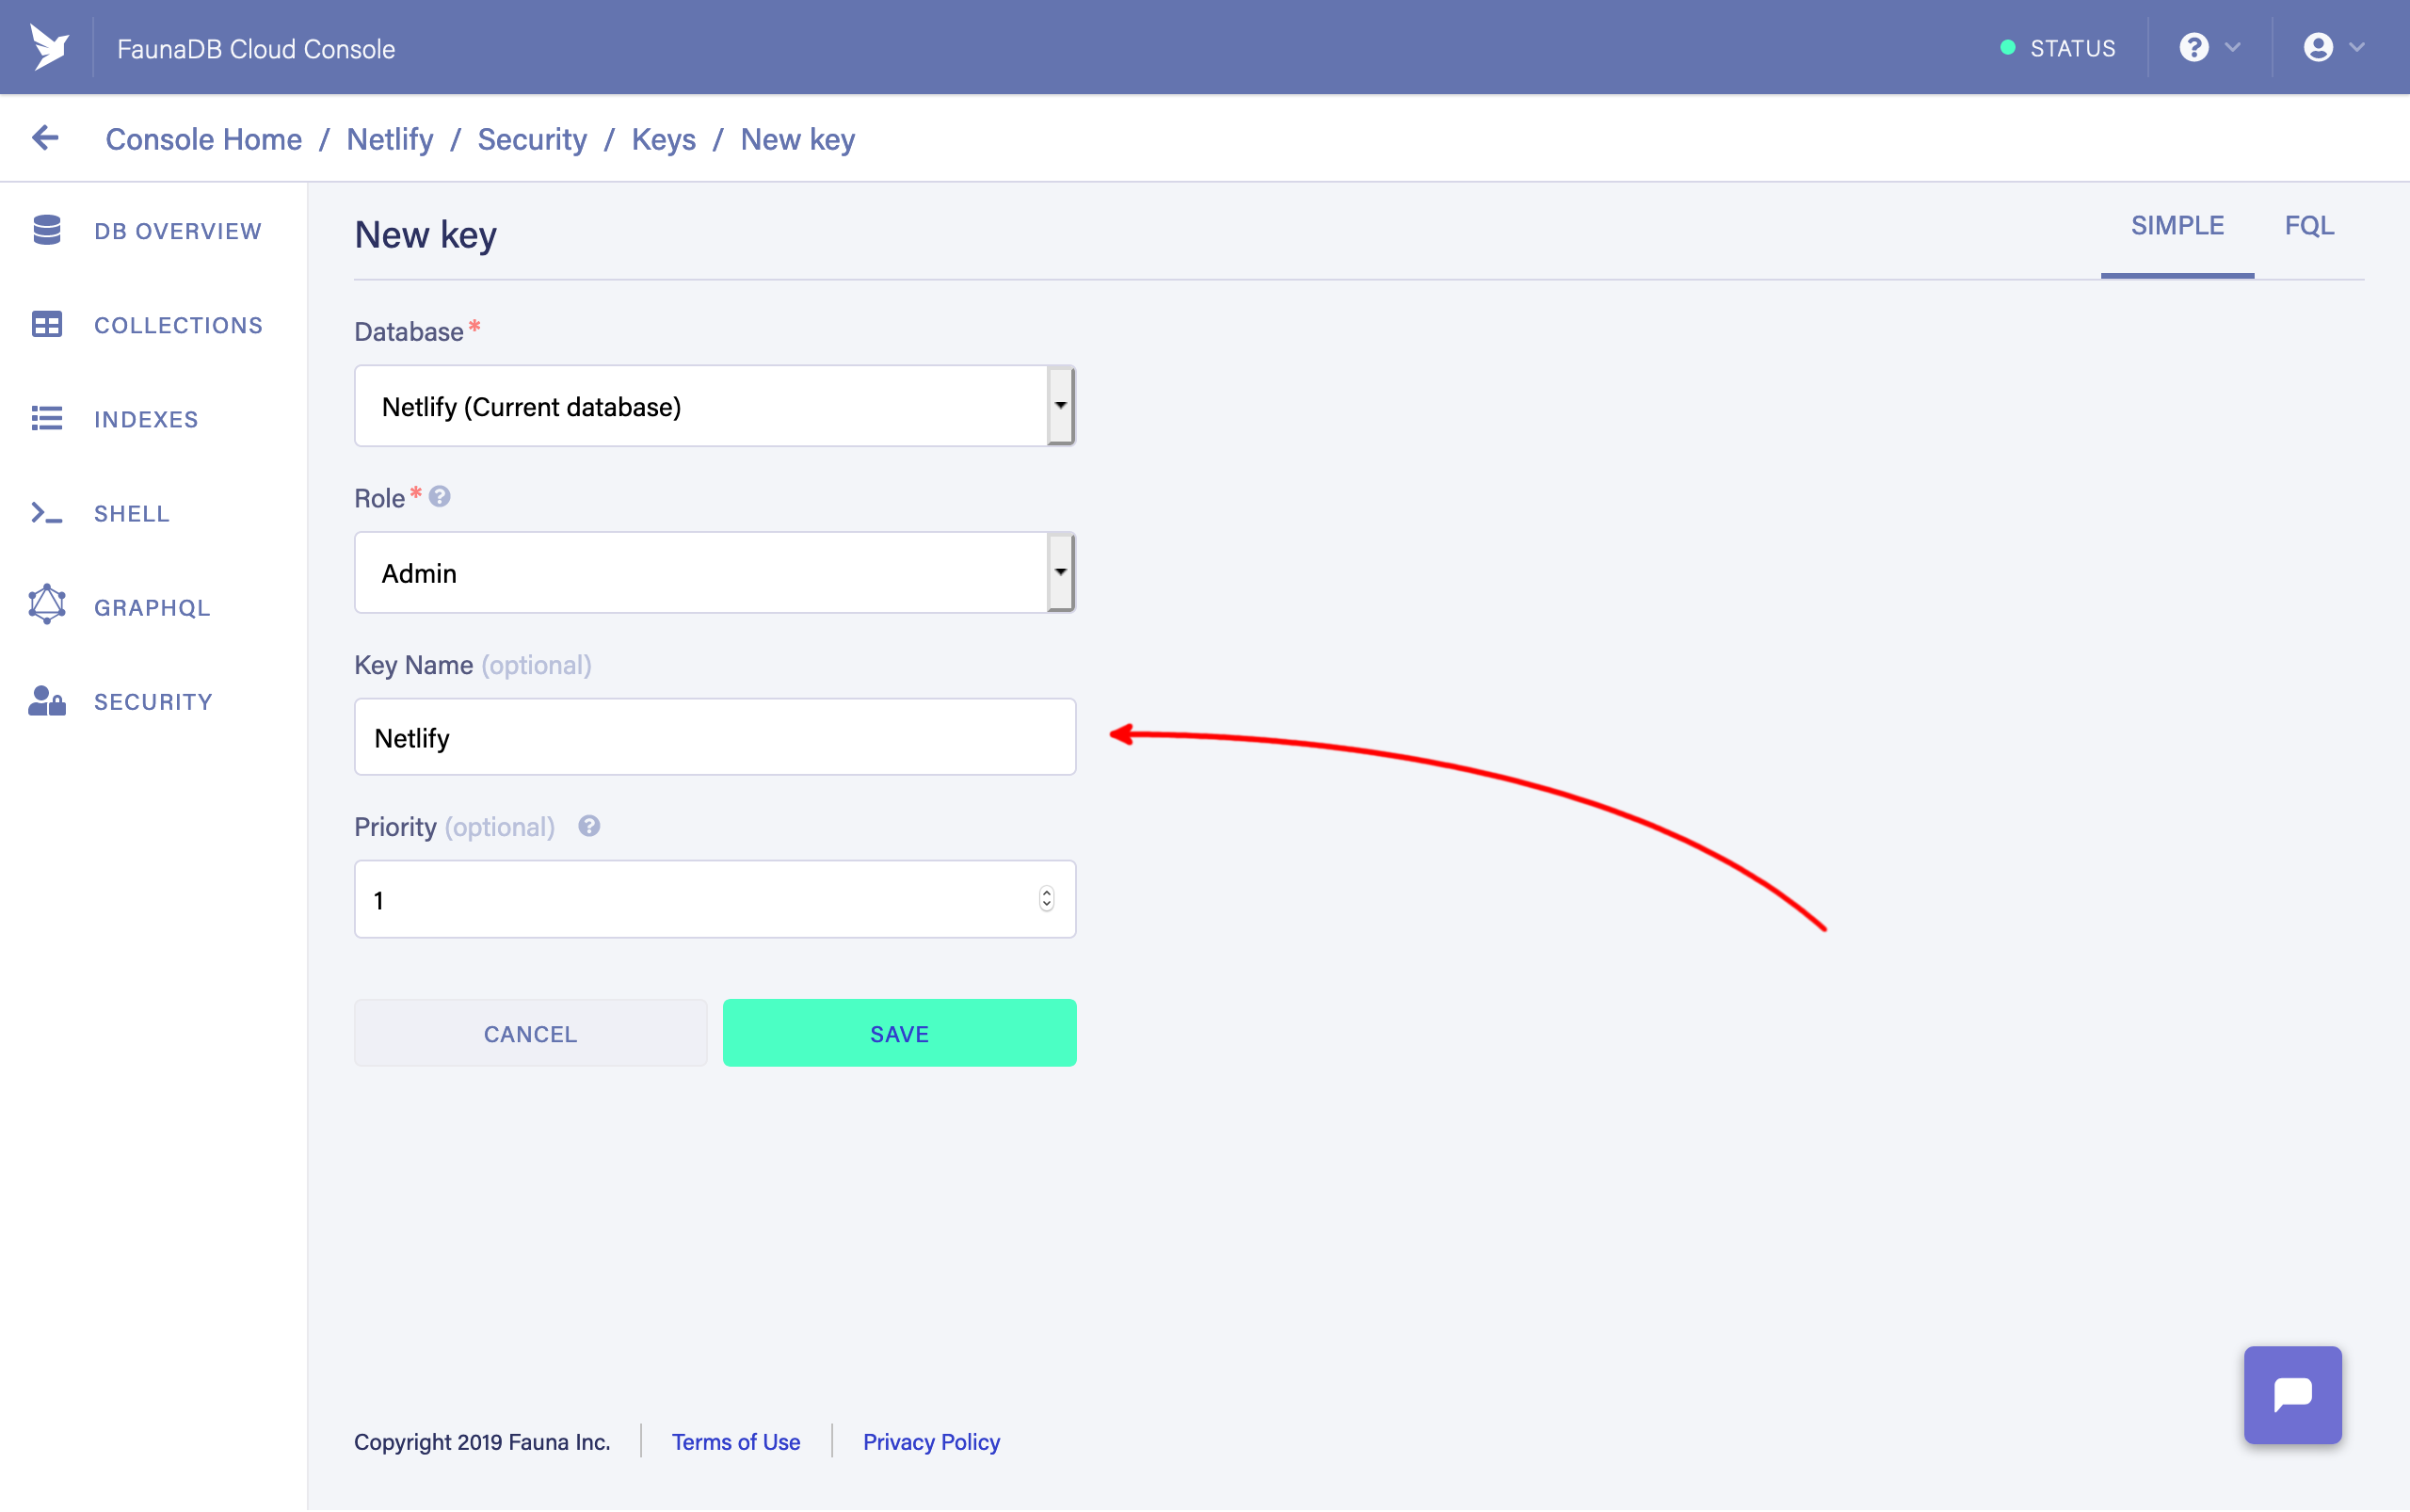 FaunaDB Cloud Console
STATUS
Console Home / Netlify / Security / Keys / New key
DB OVERVIEW
COLLECTIONS
INDEXES
SHELL
GRAPHQL
SECURITY
New key
SIMPLE
FQL
Database*
Netlify (Current database)
Role*
Admin
Key Name (optional)
Netlify
Priority (optional)
1
CANCEL
SAVE
Copyright 2019 Fauna Inc.
Terms of Use
Privacy Policy